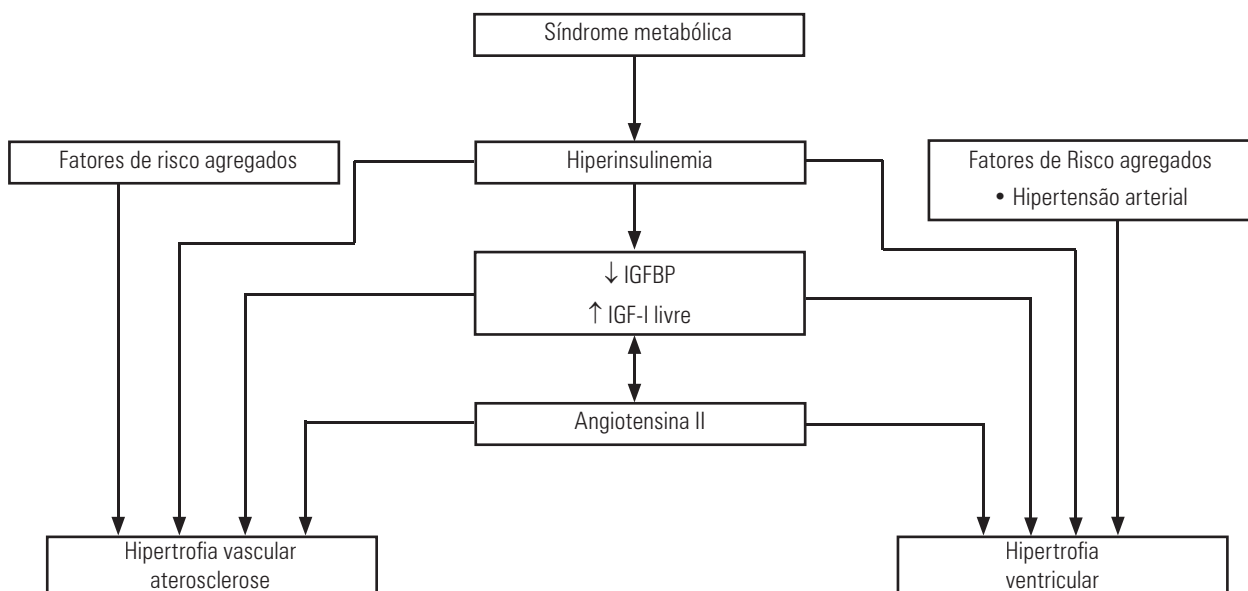 Síndrome metabólica
Fatores de risco agregados
Hiperinsulinemia
Fatores de Risco agregados
• Hipertensão arterial
↓ IGFBP
↑ IGF-I livre
Angiotensina II
Hipertrofia vascular
aterosclerose
Hipertrofia
ventricular